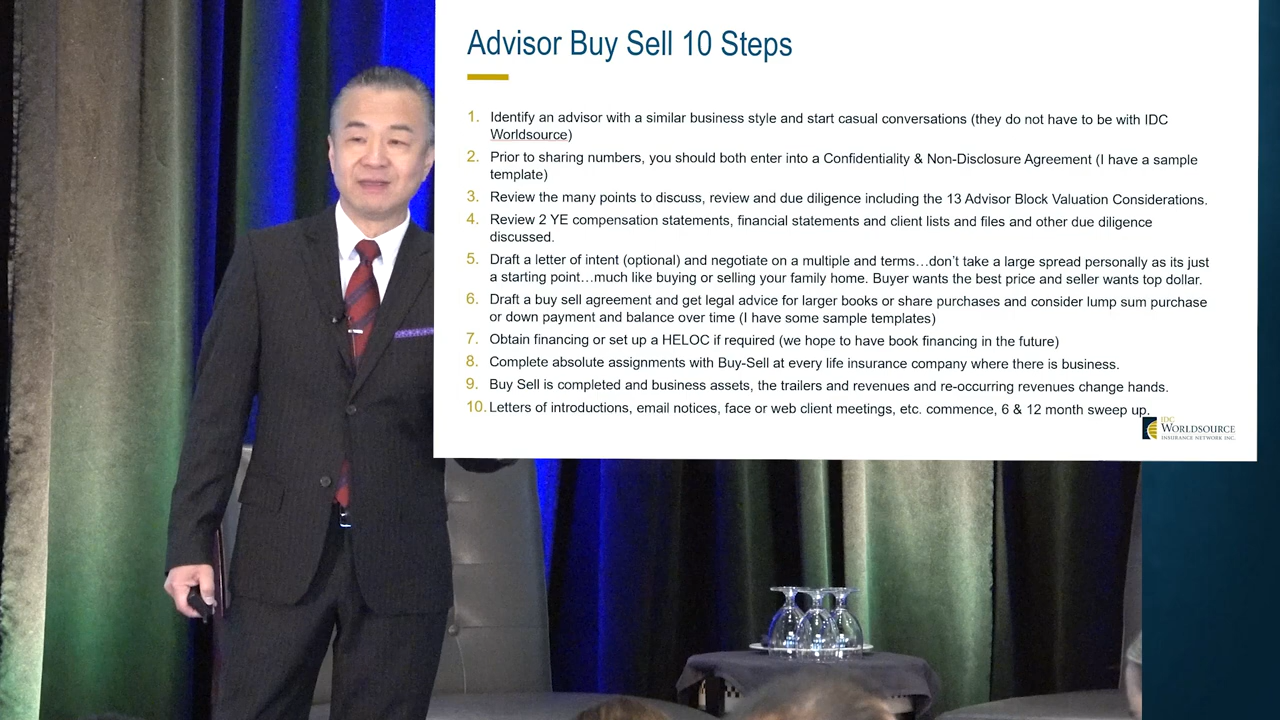 Advisor Buy Sell 10 Steps
1. Identify an advisor with a similar business style and start casual conversations (they do not have to be with IDC
Worldsource)
2. Prior to sharing numbers, you should both enter into a Confidentiality & Non-Disclosure Agreement (I have a sample
template)
3. Review the many points to discuss, review and due diligence including the 13 Advisor Block Valuation Considerations.
4. Review 2 YE compensation statements, financial statements and client lists and files and other due diligence
discussed.
5. Draft a letter of intent (optional) and negotiate on a multiple and terms…don't take a large spread personally as its just
a starting point…much like buying or selling your family home. Buyer wants the best price and seller wants top dollar.
6. Draft a buy sell agreement and get legal advice for larger books or share purchases and consider lump sum purchase
or down payment and balance over time (I have some sample templates)
7. Obtain financing or set up a HELOC if required (we hope to have book financing in the future)
8. Complete absolute assignments with Buy-Sell at every life insurance company where there is business.
9. Buy Sell is completed and business assets, the trailers and revenues and re-occurring revenues change hands.
10. Letters of introductions, email notices, face or web client meetings, etc. commence, 6 & 12 month sweep up.
IDC
WORLDSOURCE
INSURANCE NETWORK INC.